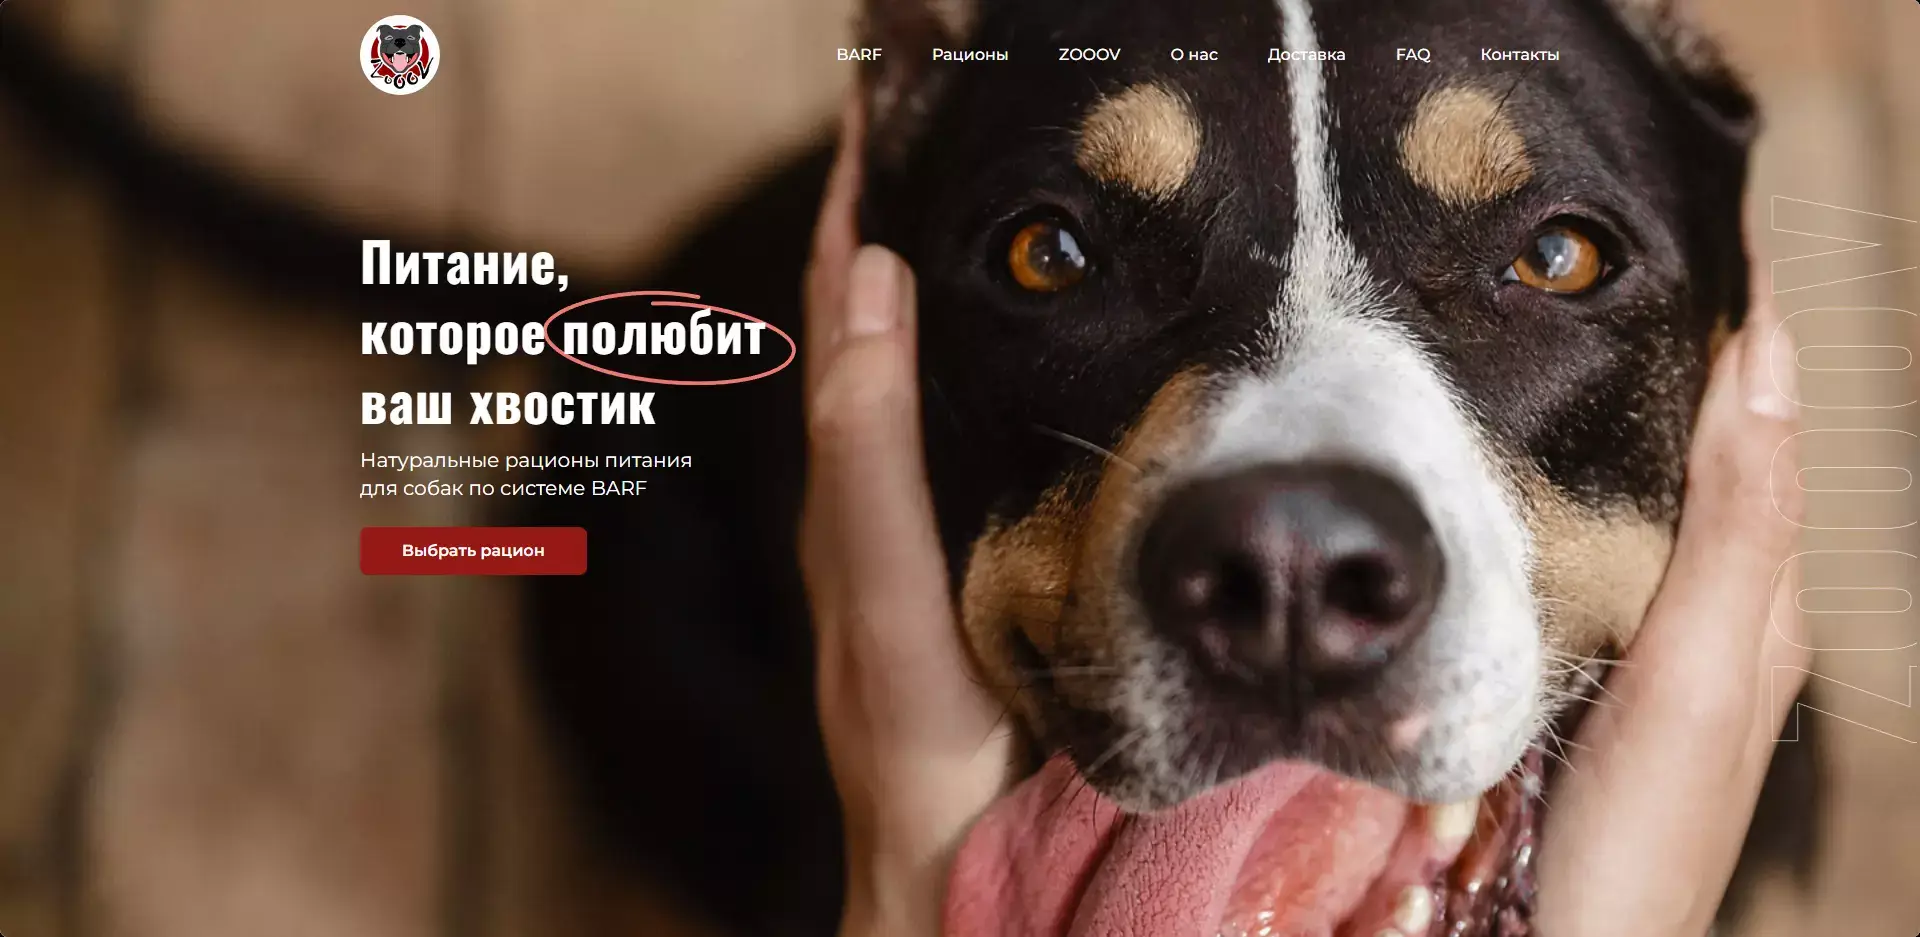 ZOOOV
BARF
Рационы
ZOOOV
О нас
Доставка
FAQ
Контакты
Питание,
которое полюбит
ваш хвостик
Натуральные рационы питания
для собак по системе BARF
Выбрать рацион
ZOOOV